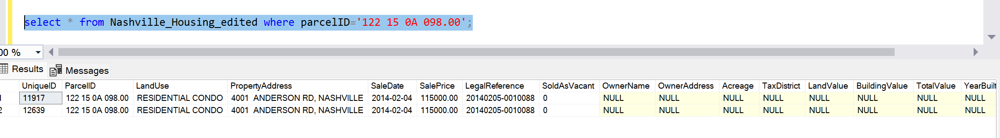 select * from Nashville_Housing_edited where parcelID='122 15 0A 098.00';
00 %
Results Messages
UniqueID ParcelID LandUse PropertyAddress SaleDate SalePrice LegalReference SoldAsVacant OwnerName OwnerAddress Acreage TaxDistrict LandValue BuildingValue TotalValue YearBuilt
1 11917 122 15 0A 098.00 RESIDENTIAL CONDO 4001  ANDERSON RD, NASHVILLE 2014-02-04 115000.00 20140205-0010088 0 NULL NULL NULL NULL NULL NULL NULL NULL
2 12639 122 15 0A 098.00 RESIDENTIAL CONDO 4001  ANDERSON RD, NASHVILLE 2014-02-04 115000.00 20140205-0010088 0 NULL NULL NULL NULL NULL NULL NULL NULL